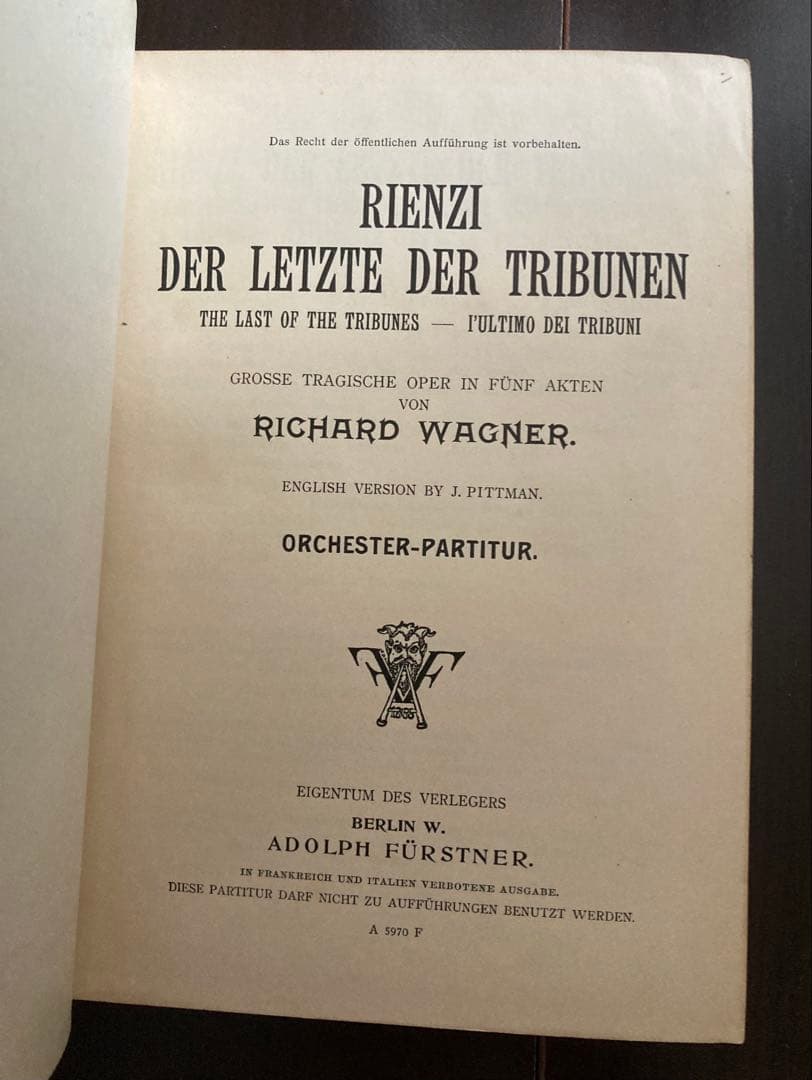 Das Recht der öffentlichen Aufführung ist vorbehalten.
RIENZI
DER LETZTE DER TRIBUNEN
THE LAST OF THE TRIBUNES — l'ULTIMO DEI TRIBUNI
GROSSE TRAGISCHE OPER IN FÜNF AKTEN
VON
RICHARD WAGNER.
ENGLISH VERSION BY J. PITTMAN.
ORCHESTER-PARTITUR.
EIGENTUM DES VERLEGERS
BERLIN W.
ADOLPH FÜRSTNER.
IN FRANKREICH UND ITALIEN VERBOTENE AUSGABE.
DIESE PARTITUR DARF NICHT ZU AUFFÜHRUNGEN BENUTZT WERDEN.
A 5970 F